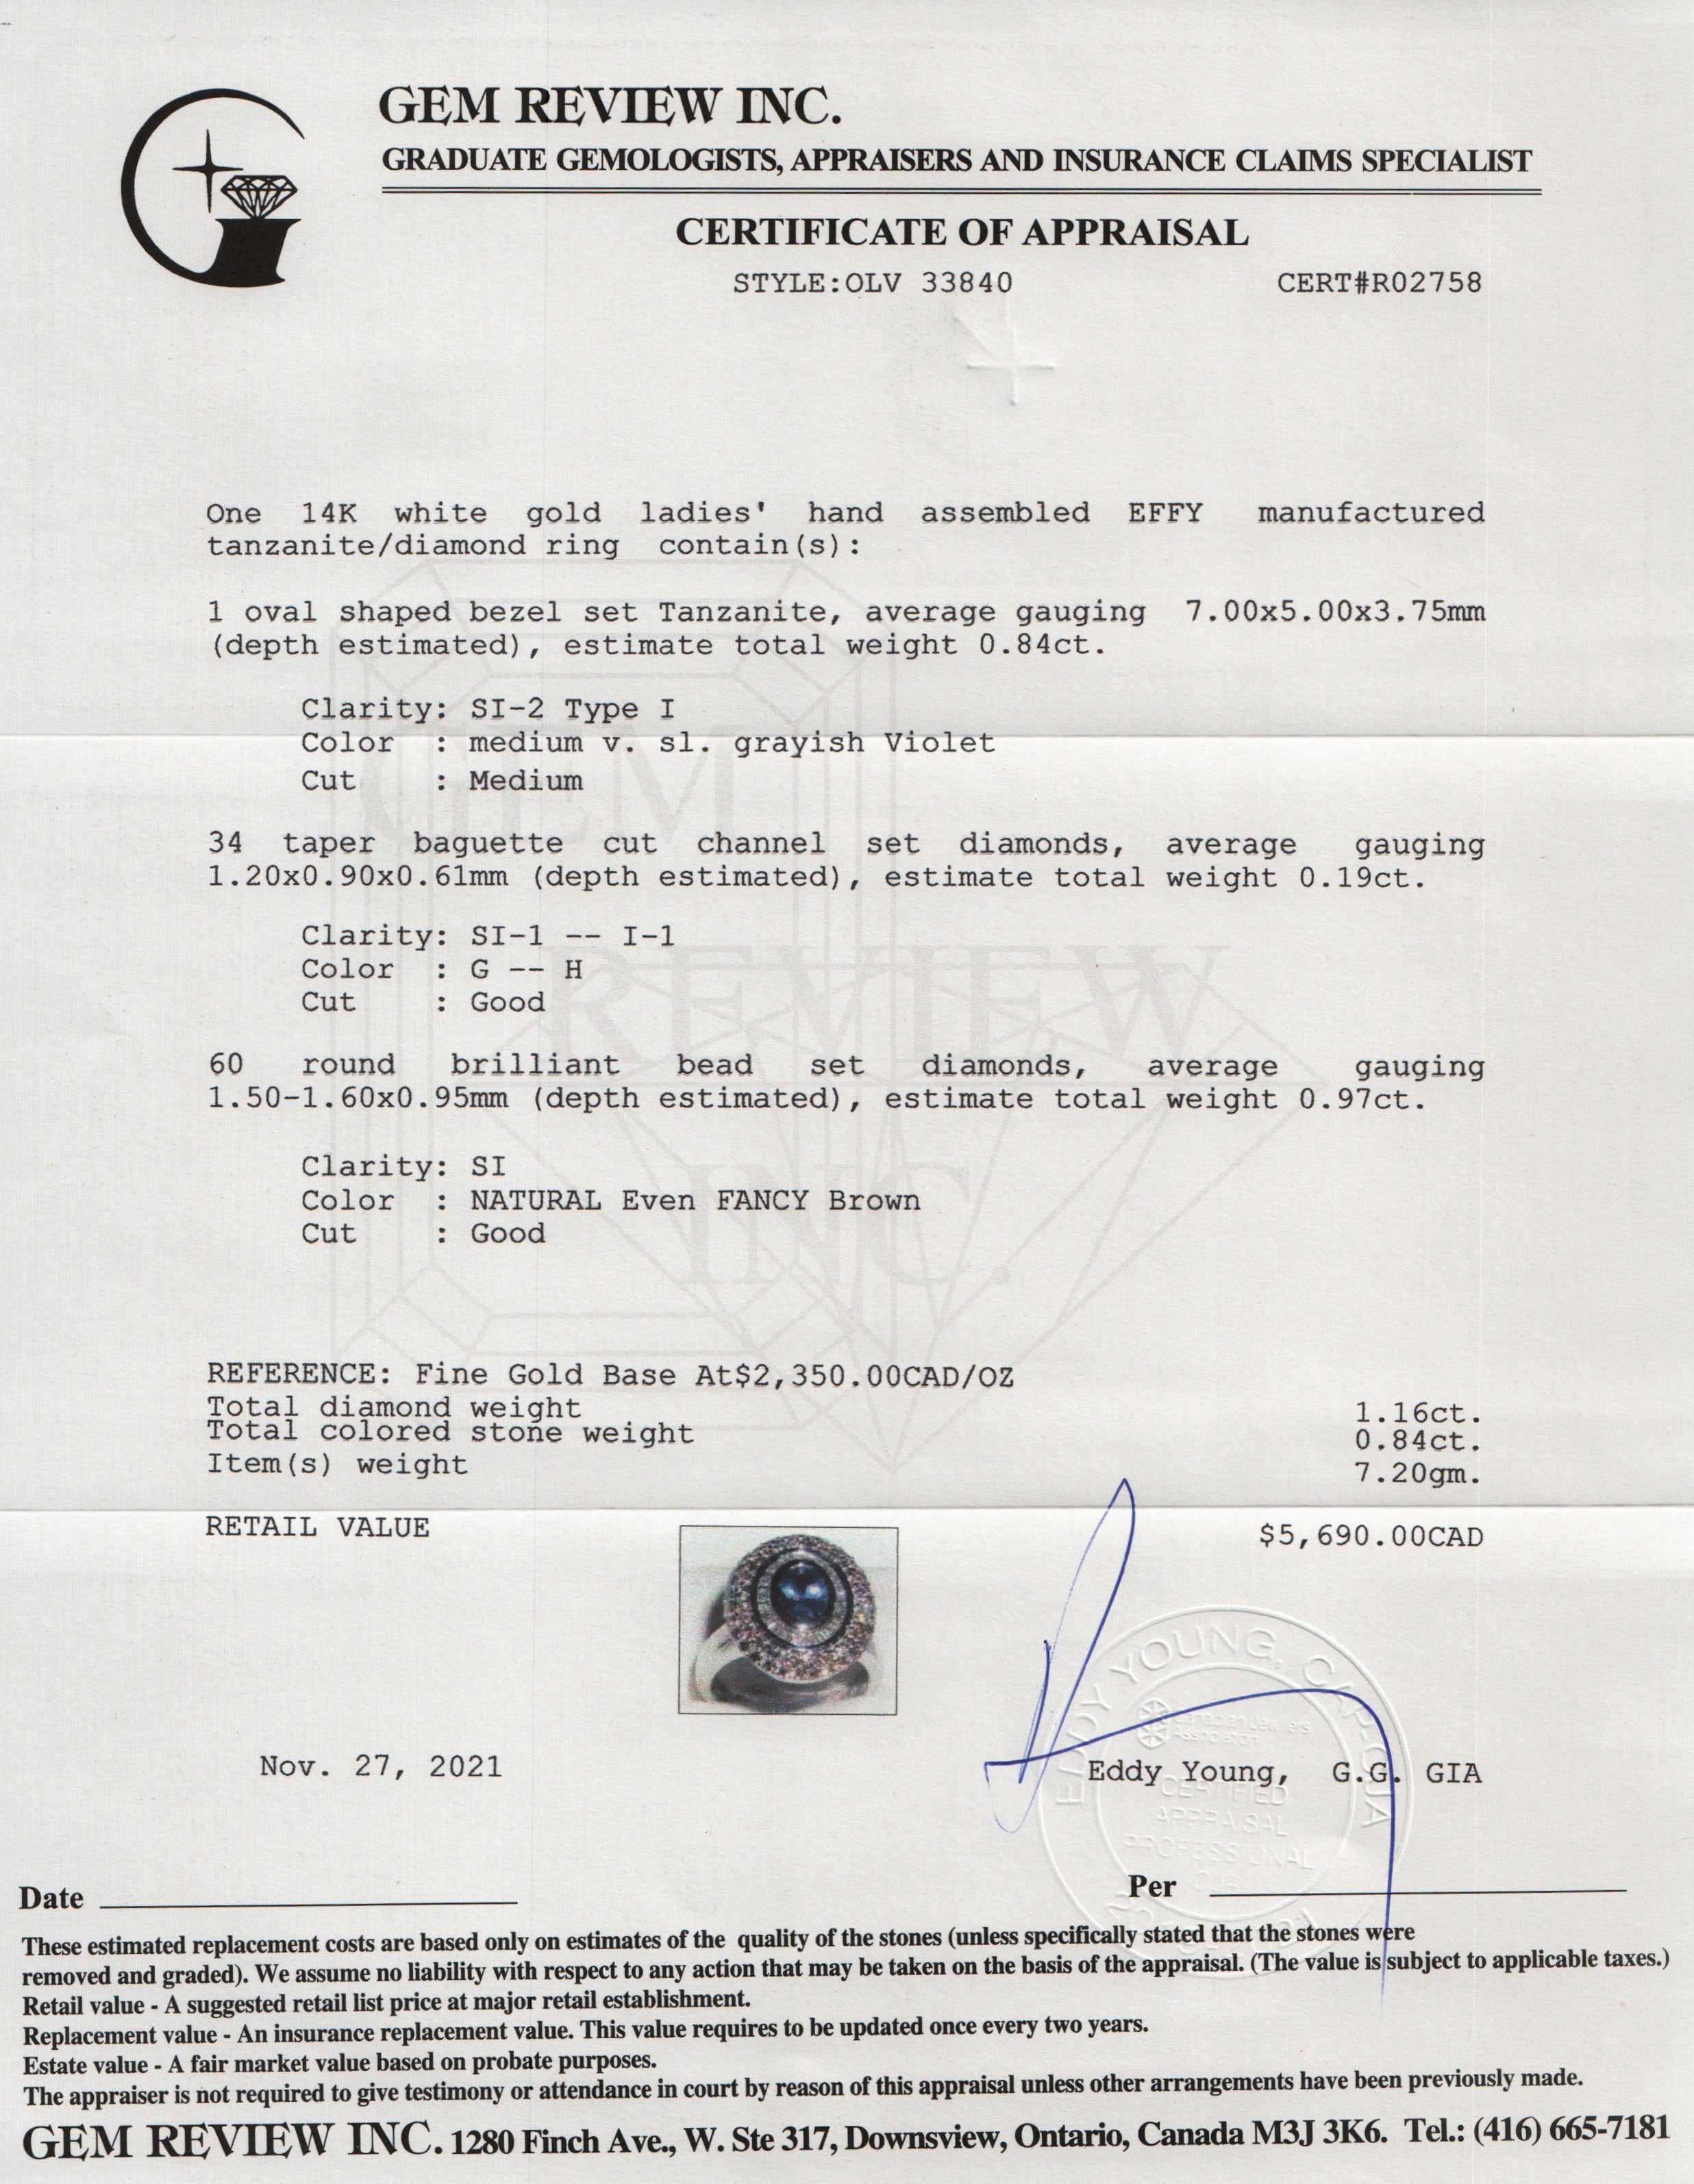 GEM REVIEW INC.
GRADUATE GEMOLOGISTS, APPRAISERS AND INSURANCE CLAIMS SPECIALIST
CERTIFICATE OF APPRAISAL
STYLE:OLV 33840 CERT#R02758
One 14K white gold ladies' hand assembled EFFY manufactured
tanzanite/diamond ring contain(s):
1 oval shaped bezel set Tanzanite, average gauging 7.00x5.00x3.75mm
(depth estimated), estimate total weight 0.84ct.
Clarity: SI-2 Type I
Color : medium v. sl. grayish Violet
Cut : Medium
34 taper baguette cut channel set diamonds, average gauging
1.20x0.90x0.61mm (depth estimated), estimate total weight 0.19ct.
Clarity: SI-1 -- I-1
Color : G -- H
Cut : Good
60 round brilliant bead set diamonds, average gauging
1.50-1.60x0.95mm (depth estimated), estimate total weight 0.97ct.
Clarity: SI
Color : NATURAL Even FANCY Brown
Cut : Good
GEM
REVIEW
INC.
REFERENCE: Fine Gold Base At$2,350.00CAD/OZ
Total diamond weight 1.16ct.
Total colored stone weight 0.84ct.
Item(s) weight 7.20gm.
RETAIL VALUE $5,690.00CAD
EDDY YOUNG, CAP-CJA
Canadian Jewellers
Association
CERTIFIED
APPRAISAL
PROFESSIONAL
Nov. 27, 2021 Eddy Young, G.G. GIA
Date Per
These estimated replacement costs are based only on estimates of the quality of the stones (unless specifically stated that the stones were
removed and graded). We assume no liability with respect to any action that may be taken on the basis of the appraisal. (The value is subject to applicable taxes.)
Retail value - A suggested retail list price at major retail establishment.
Replacement value - An insurance replacement value. This value requires to be updated once every two years.
Estate value - A fair market value based on probate purposes.
The appraiser is not required to give testimony or attendance in court by reason of this appraisal unless other arrangements have been previously made.
GEM REVIEW INC. 1280 Finch Ave., W. Ste 317, Downsview, Ontario, Canada M3J 3K6. Tel.: (416) 665-7181